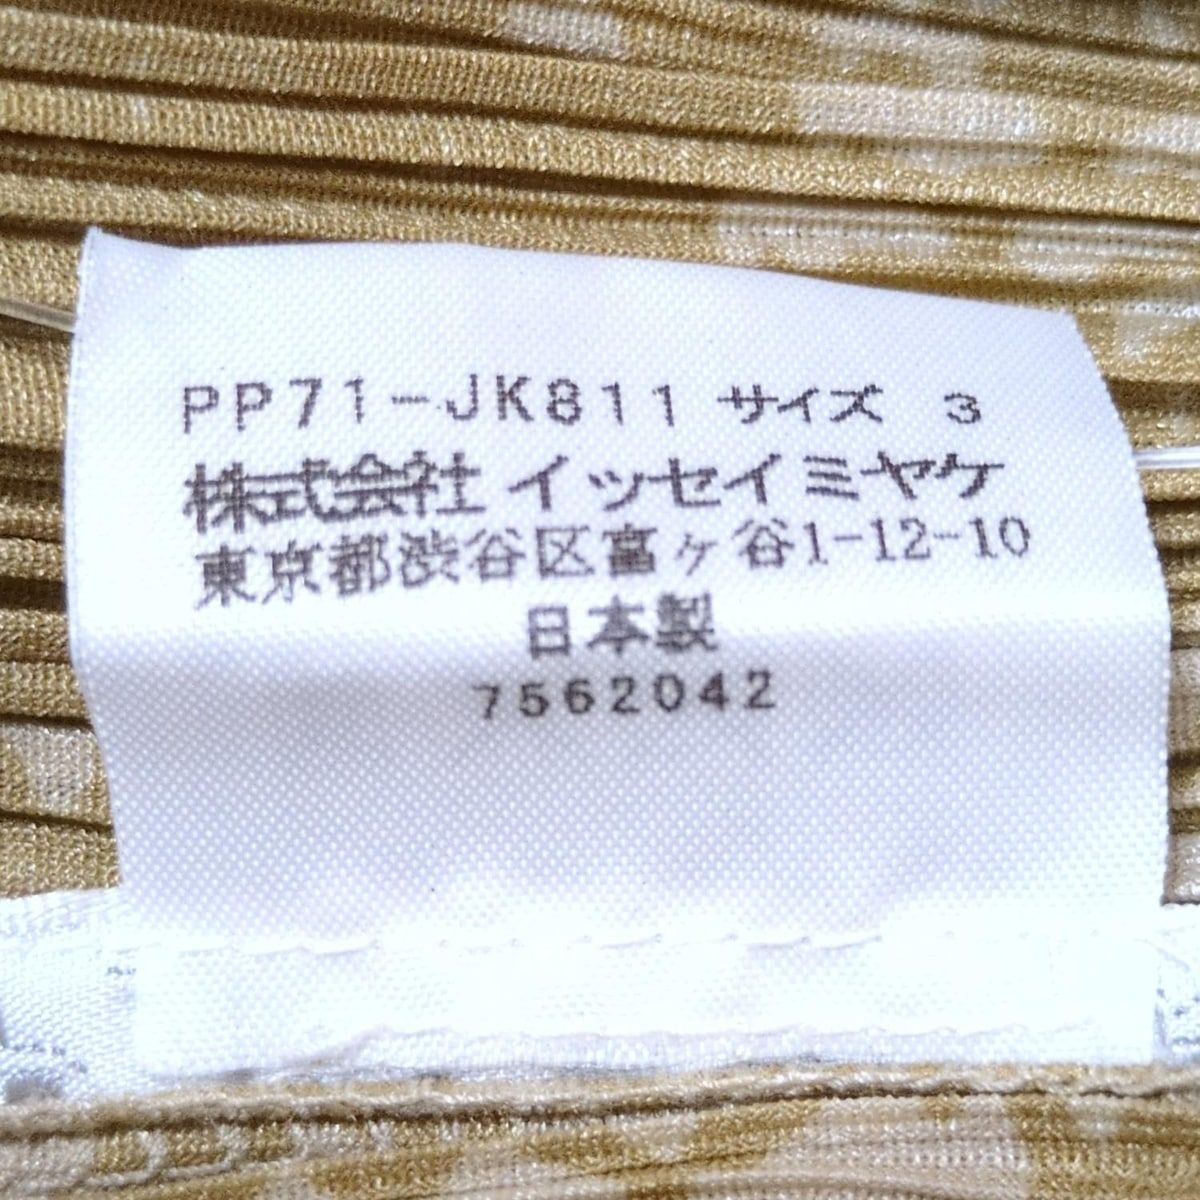 PP71-JK811 サイズ 3
株式会社 イッセイ ミヤケ
東京都渋谷区富ヶ谷1-12-10
日本製
7562042